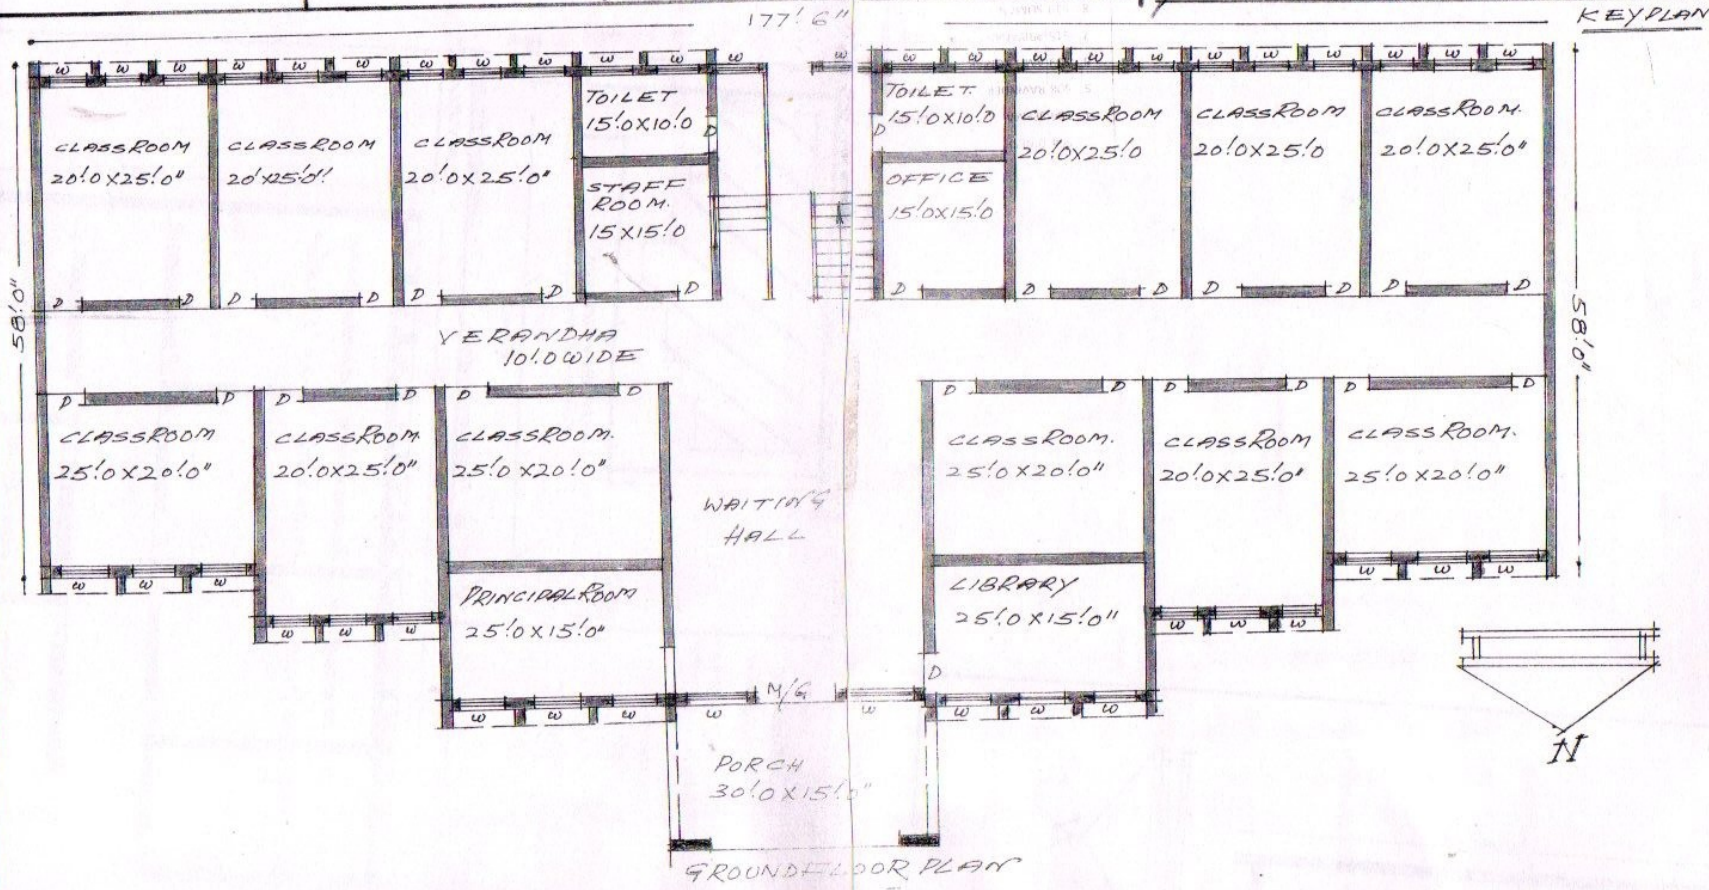 177'.6"
KEYPLAN
w w w w w w w w w w w w
w w w w w w w w w w w w
TOILET
15'.0X10'.0
D
TOILET.
15'.0X10'.0
D
CLASSROOM
20'.0X25'.0"
CLASSROOM
20'X25'.0"
CLASSROOM
20'.0X25'.0"
STAFF
ROOM.
15X15'.0
OFFICE
15'.0X15'.0
CLASSROOM
20'.0X25'.0
CLASSROOM
20'.0X25'.0
CLASSROOM.
20'.0X25'.0"
D D D D D D D
D D D D D D D
58'.0"
58'.0"
VERANDHA
10'.0WIDE
D D D D D D
D D D D D D
CLASSROOM
25'.0X20'.0"
CLASSROOM.
20'.0X25'.0"
CLASSROOM.
25'.0X20'.0"
CLASSROOM.
25'.0X20'.0"
CLASSROOM
20'.0X25'.0"
CLASSROOM.
25'.0X20'.0"
WAITING
HALL
w w w
w w w
PRINCIPALROOM
25'.0X15'.0"
LIBRARY
25'.0X15'.0"
w w w
w w w
D
M/G
w w w w
w w w w
N
PORCH
30'.0X15'.0"
GROUNDFLOOR PLAN